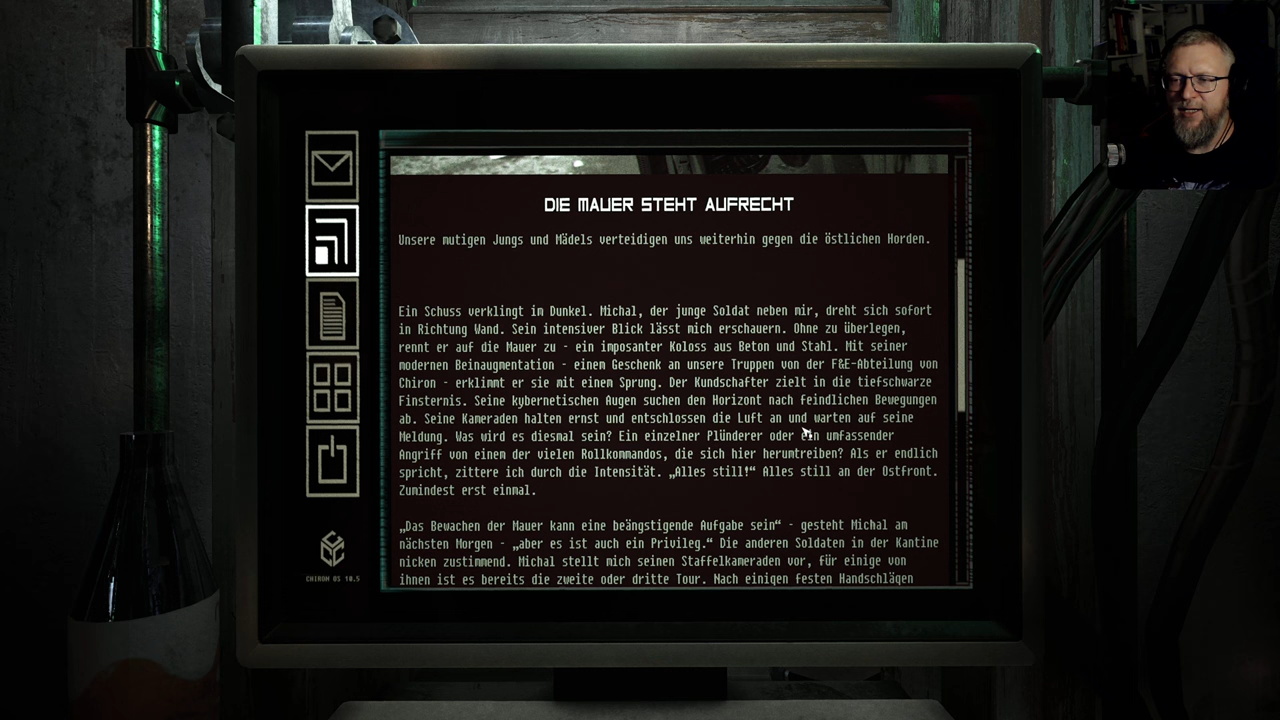 DIE MAUER STEHT AUFRECHT
Unsere mutigen Jungs und Mädels verteidigen uns weiterhin gegen die östlichen Horden.
Ein Schuss verklingt im Dunkel. Michal, der junge Soldat neben mir, dreht sich sofort
in Richtung Wand. Sein intensiver Blick lässt mich erschauern. Ohne zu überlegen,
rennt er auf die Mauer zu - ein imposanter Koloss aus Beton und Stahl. Mit seiner
modernen Beinaugmentation - einem Geschenk an unsere Truppen von der F&E-Abteilung von
Chiron - erklimmt er sie mit einem Sprung. Der Kundschafter zielt in die tiefschwarze
Finsternis. Seine kybernetischen Augen suchen den Horizont nach feindlichen Bewegungen
ab. Seine Kameraden halten ernst und entschlossen die Luft an und warten auf seine
Meldung. Was wird es diesmal sein? Ein einzelner Plünderer oder ein umfassender
Angriff von einem der vielen Rollkommandos, die sich hier herumtreiben? Als er endlich
spricht, zittere ich durch die Intensität. „Alles still!“ Alles still an der Ostfront.
Zumindest erst einmal.
„Das Bewachen der Mauer kann eine beängstigende Aufgabe sein“ - gesteht Michal am
nächsten Morgen - „aber es ist auch ein Privileg.“ Die anderen Soldaten in der Kantine
nicken zustimmend. Michal stellt mich seinen Staffelkameraden vor, für einige von
ihnen ist es bereits die zweite oder dritte Tour. Nach einigen festen Handschlägen
CHIRON OS 10.5